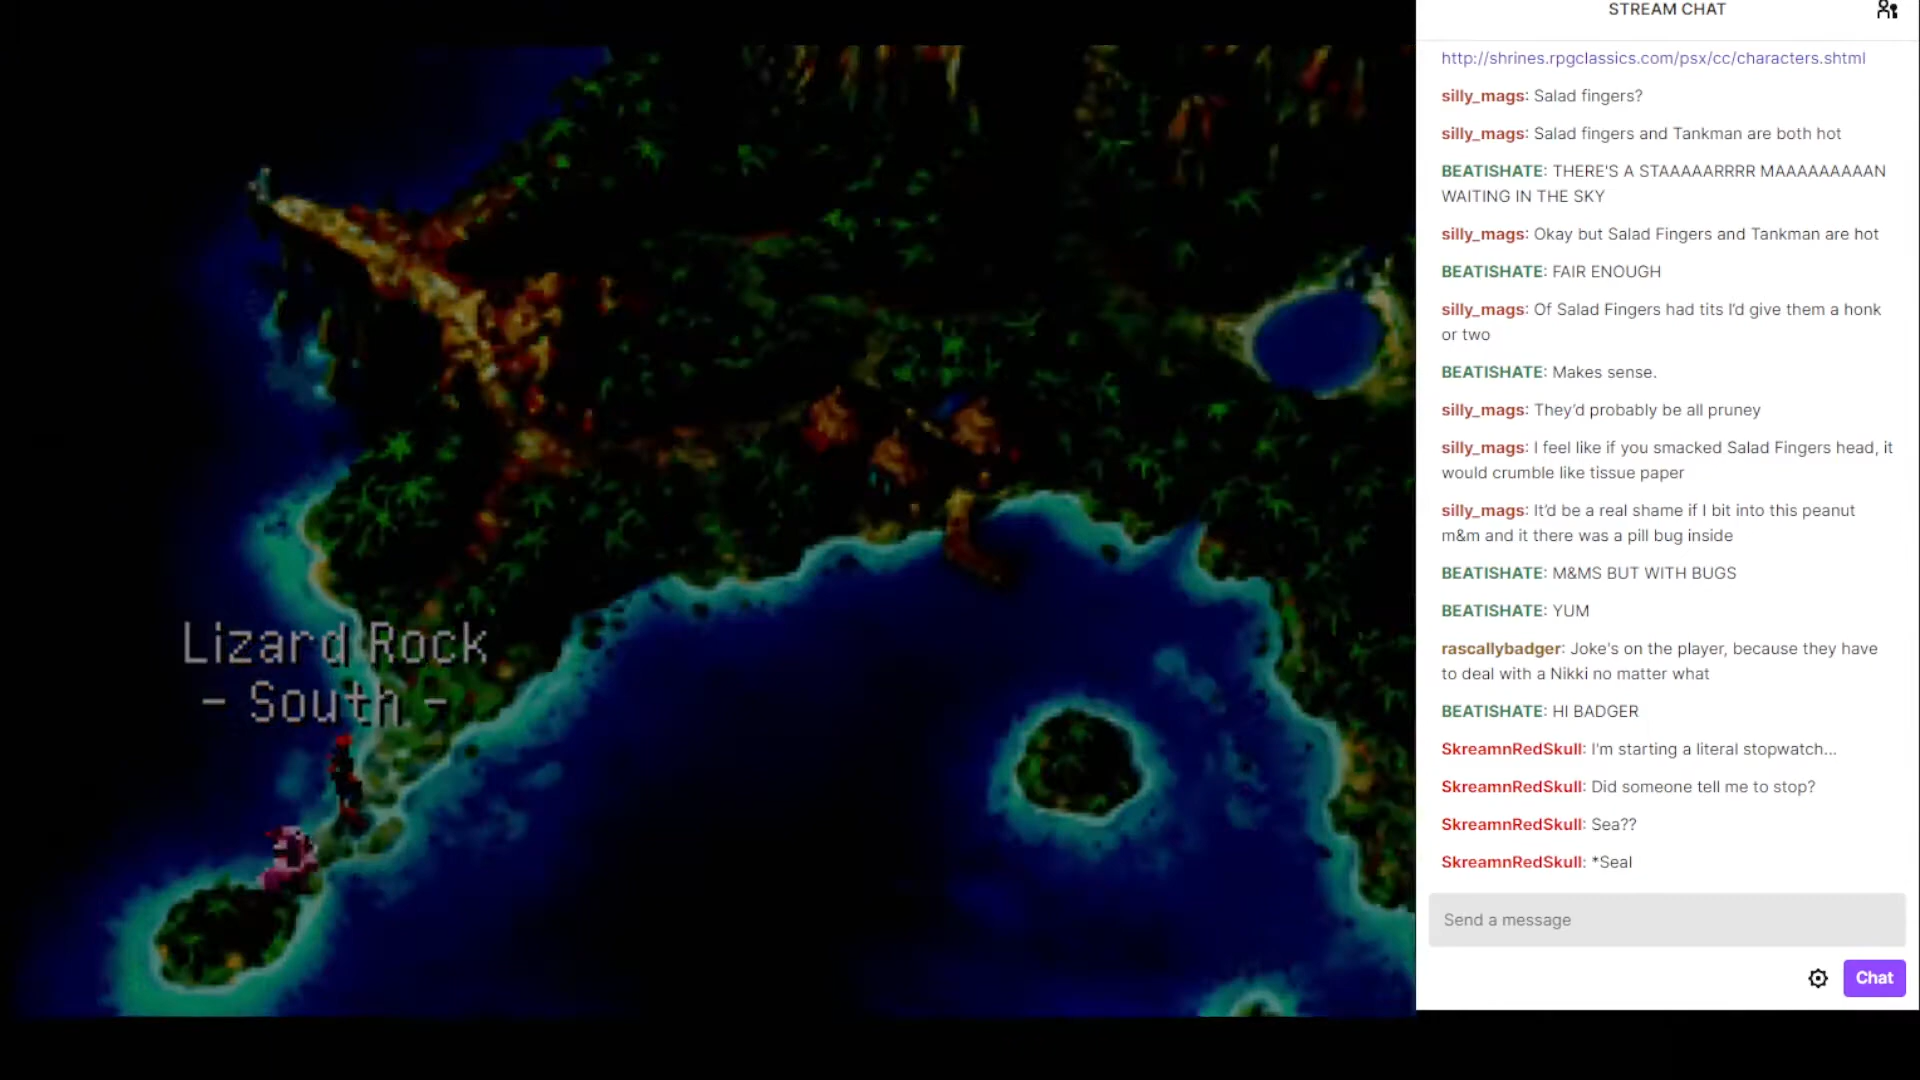 Lizard Rock
- South -
STREAM CHAT
http://shrines.rpgclassics.com/psx/cc/characters.shtml
silly_mags: Salad fingers?
silly_mags: Salad fingers and Tankman are both hot
BEATISHATE: THERE'S A STAAAAARRRR MAAAAAAAAAN
WAITING IN THE SKY
silly_mags: Okay but Salad Fingers and Tankman are hot
BEATISHATE: FAIR ENOUGH
silly_mags: Of Salad Fingers had tits I'd give them a honk
or two
BEATISHATE: Makes sense.
silly_mags: They'd probably be all pruney
silly_mags: I feel like if you smacked Salad Fingers head, it
would crumble like tissue paper
silly_mags: It'd be a real shame if I bit into this peanut
m&m and it there was a pill bug inside
BEATISHATE: M&MS BUT WITH BUGS
BEATISHATE: YUM
rascallybadger: Joke's on the player, because they have
to deal with a Nikki no matter what
BEATISHATE: HI BADGER
SkreamnRedSkull: I'm starting a literal stopwatch...
SkreamnRedSkull: Did someone tell me to stop?
SkreamnRedSkull: Sea??
SkreamnRedSkull: *Seal
Send a message
Chat